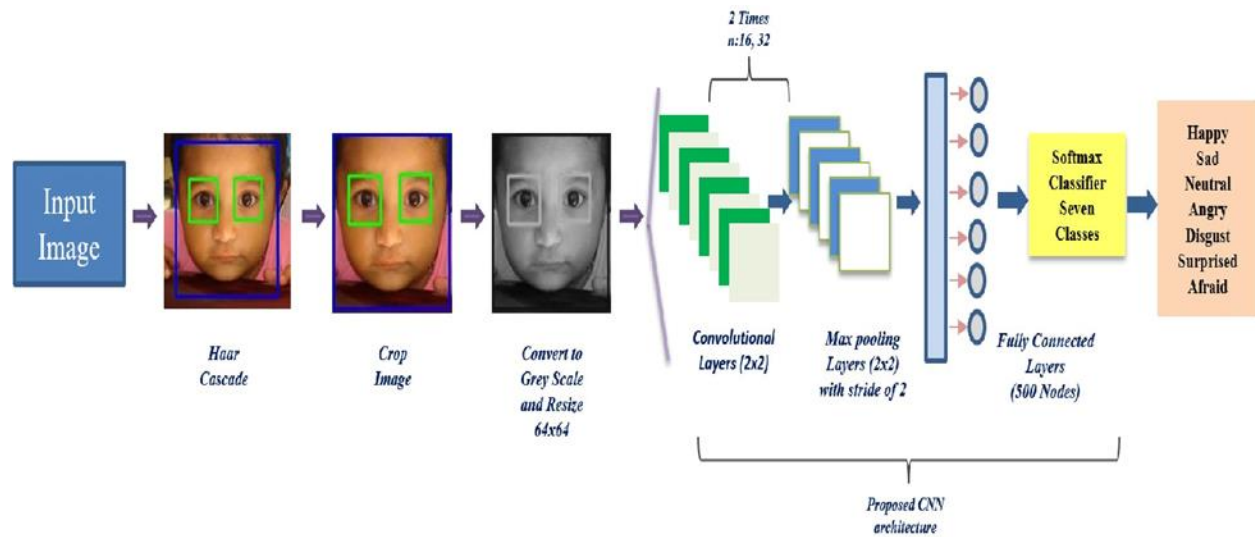 2 Times
n:16, 32
Input
Image
Haar
Cascade
Crop
Image
Convert to
Grey Scale
and Resize
64x64
Convolutional
Layers (2x2)
Max pooling
Layers (2x2)
with stride of 2
Fully Connected
Layers
(500 Nodes)
Softmax
Classifier
Seven
Classes
Happy
Sad
Neutral
Angry
Disgust
Surprised
Afraid
Proposed CNN
architecture